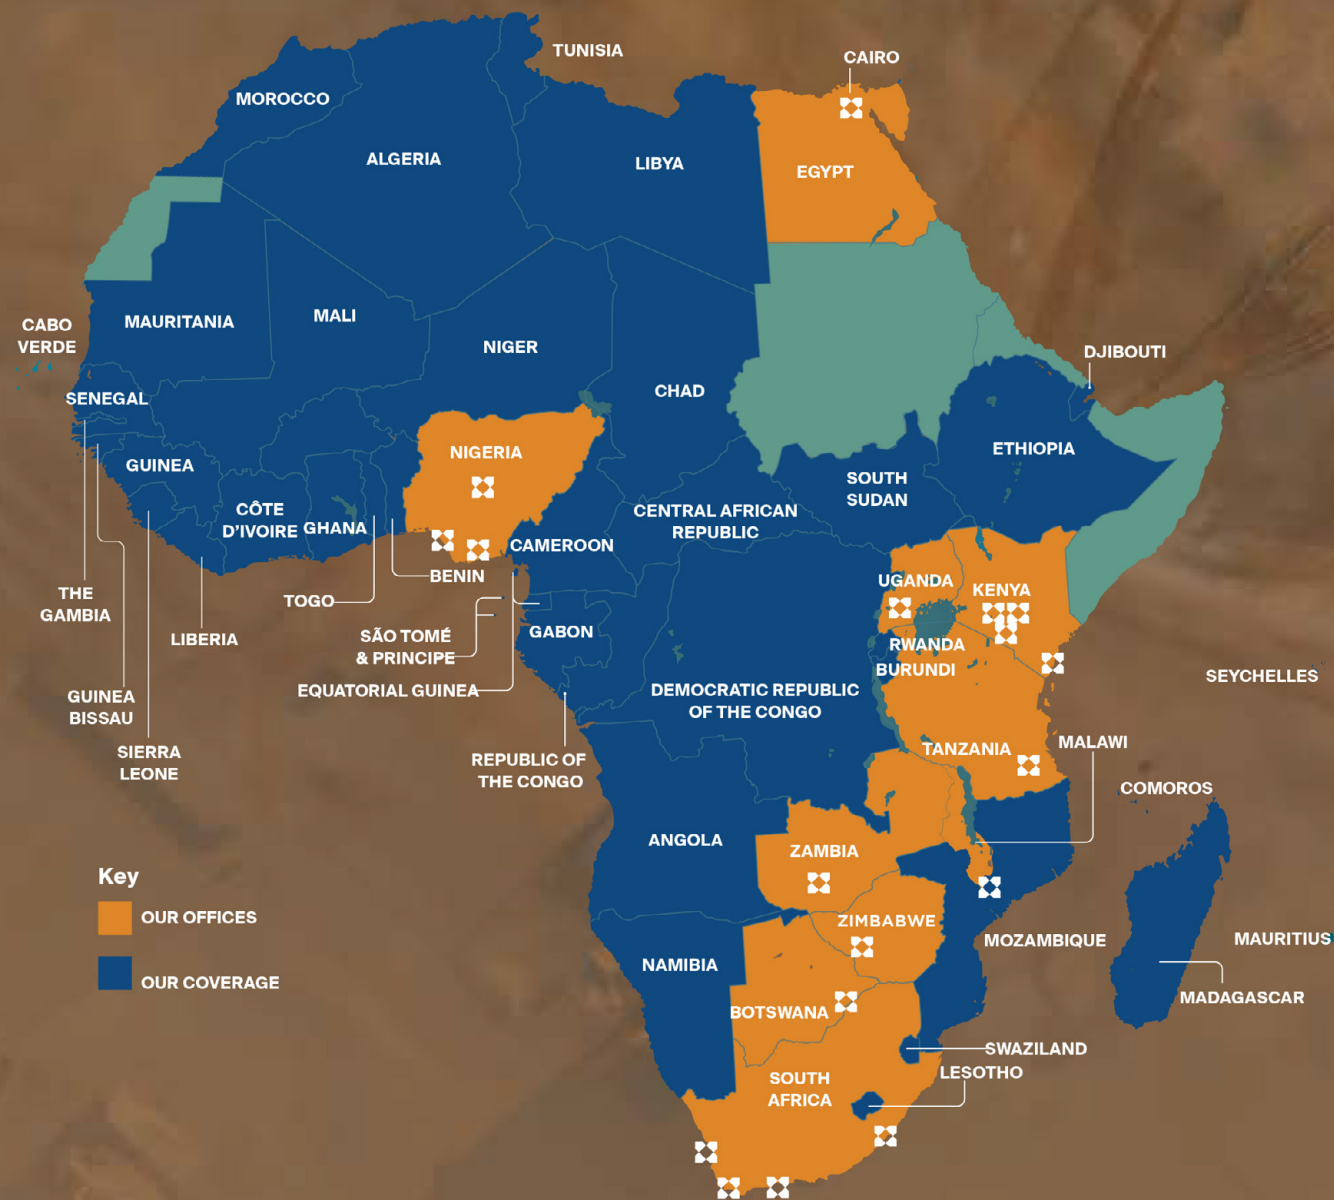 TUNISIA
CAIRO
MOROCCO
ALGERIA
LIBYA
EGYPT
CABO
VERDE
MAURITANIA
MALI
NIGER
CHAD
DJIBOUTI
SENEGAL
GUINEA
CÔTE
D'IVOIRE
GHANA
NIGERIA
ETHIOPIA
SOUTH
SUDAN
CENTRAL AFRICAN
REPUBLIC
CAMEROON
BENIN
TOGO
THE
GAMBIA
LIBERIA
SÃO TOMÉ
& PRINCIPE
GABON
UGANDA
KENYA
RWANDA
BURUNDI
EQUATORIAL GUINEA
GUINEA
BISSAU
SIERRA
LEONE
REPUBLIC OF
THE CONGO
DEMOCRATIC REPUBLIC
OF THE CONGO
SEYCHELLES
TANZANIA
MALAWI
COMOROS
ANGOLA
ZAMBIA
ZIMBABWE
MOZAMBIQUE
MAURITIUS
NAMIBIA
BOTSWANA
MADAGASCAR
SWAZILAND
LESOTHO
SOUTH
AFRICA
Key
OUR OFFICES
OUR COVERAGE